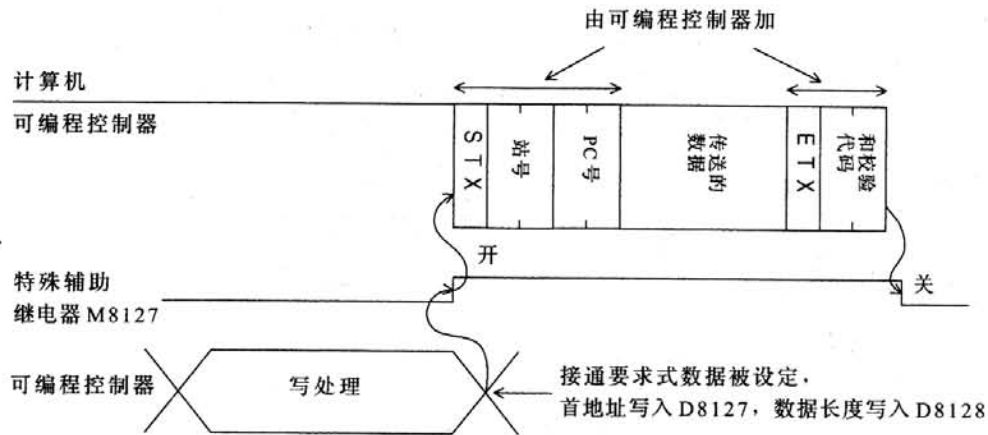 由可编程控制器加
计算机
可编程控制器
STX
站号
PC号
传送的
数据
ETX
和校验
代码
开
特殊辅助
继电器M8127
关
可编程控制器
写处理
接通要求式数据被设定,
首地址写入D8127,数据长度写入D8128